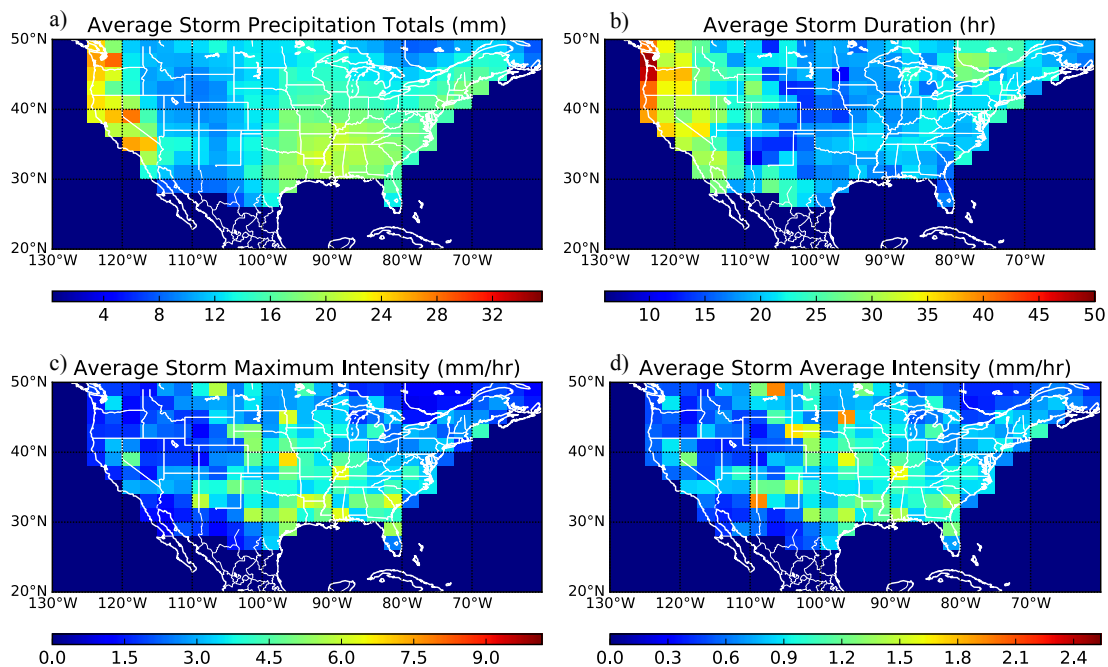 a) Average Storm Precipitation Totals (mm)
50°N
40°N
30°N
20°N
130°W 120°W 110°W 100°W 90°W 80°W 70°W
4 8 12 16 20 24 28 32
b) Average Storm Duration (hr)
50°N
40°N
30°N
20°N
130°W 120°W 110°W 100°W 90°W 80°W 70°W
10 15 20 25 30 35 40 45 50
c) Average Storm Maximum Intensity (mm/hr)
50°N
40°N
30°N
20°N
130°W 120°W 110°W 100°W 90°W 80°W 70°W
0.0 1.5 3.0 4.5 6.0 7.5 9.0
d) Average Storm Average Intensity (mm/hr)
50°N
40°N
30°N
20°N
130°W 120°W 110°W 100°W 90°W 80°W 70°W
0.0 0.3 0.6 0.9 1.2 1.5 1.8 2.1 2.4